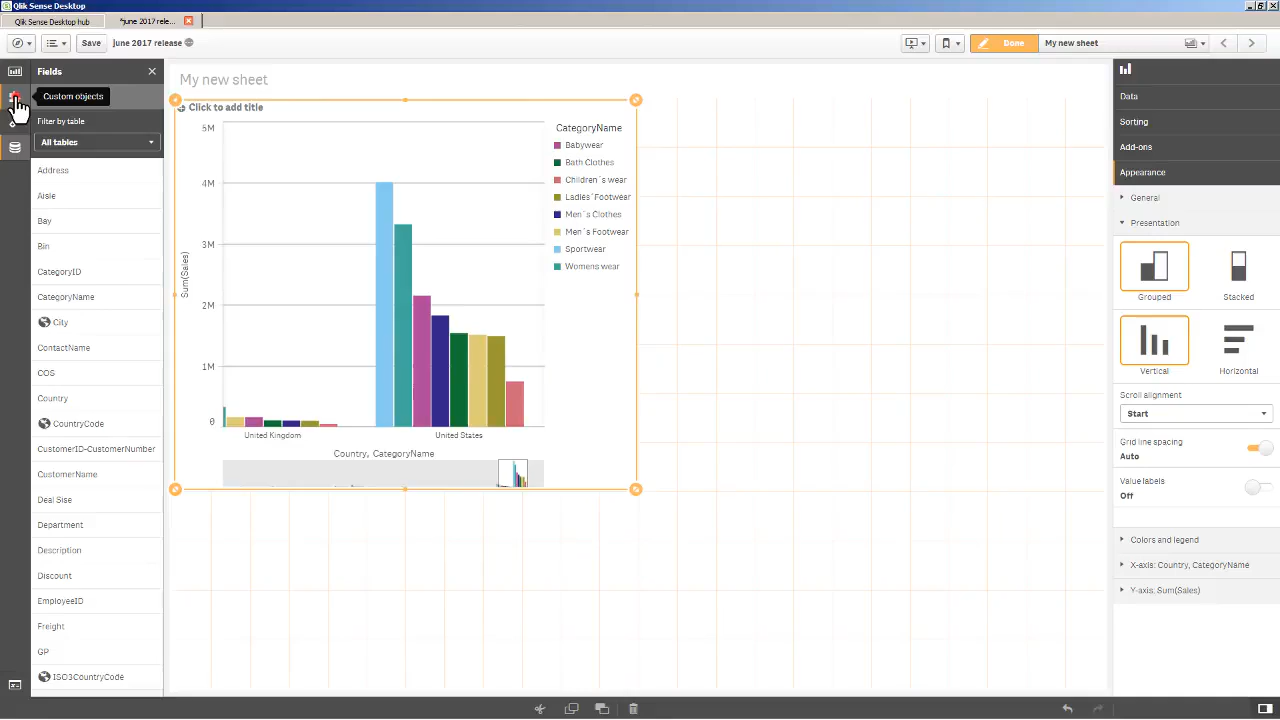 Qlik Sense Desktop
Qlik Sense Desktop hub
*june 2017 rele...
Save
june 2017 release
Done
My new sheet
Fields
Custom objects
Filter by table
All tables
Address
Aisle
Bay
Bin
CategoryID
CategoryName
City
ContactName
COS
Country
CountryCode
CustomerID-CustomerNumber
CustomerName
Deal Sise
Department
Description
Discount
EmployeeID
Freight
GP
ISO3CountryCode
My new sheet
Click to add title
5M
4M
3M
2M
1M
0
Sum(Sales)
United Kingdom
United States
Country, CategoryName
CategoryName
Babywear
Bath Clothes
Children´s wear
Ladies´Footwear
Men´s Clothes
Men´s Footwear
Sportwear
Womens wear
Data
Sorting
Add-ons
Appearance
General
Presentation
Grouped
Stacked
Vertical
Horizontal
Scroll alignment
Start
Grid line spacing
Auto
Value labels
Off
Colors and legend
X-axis: Country, CategoryName
Y-axis: Sum(Sales)